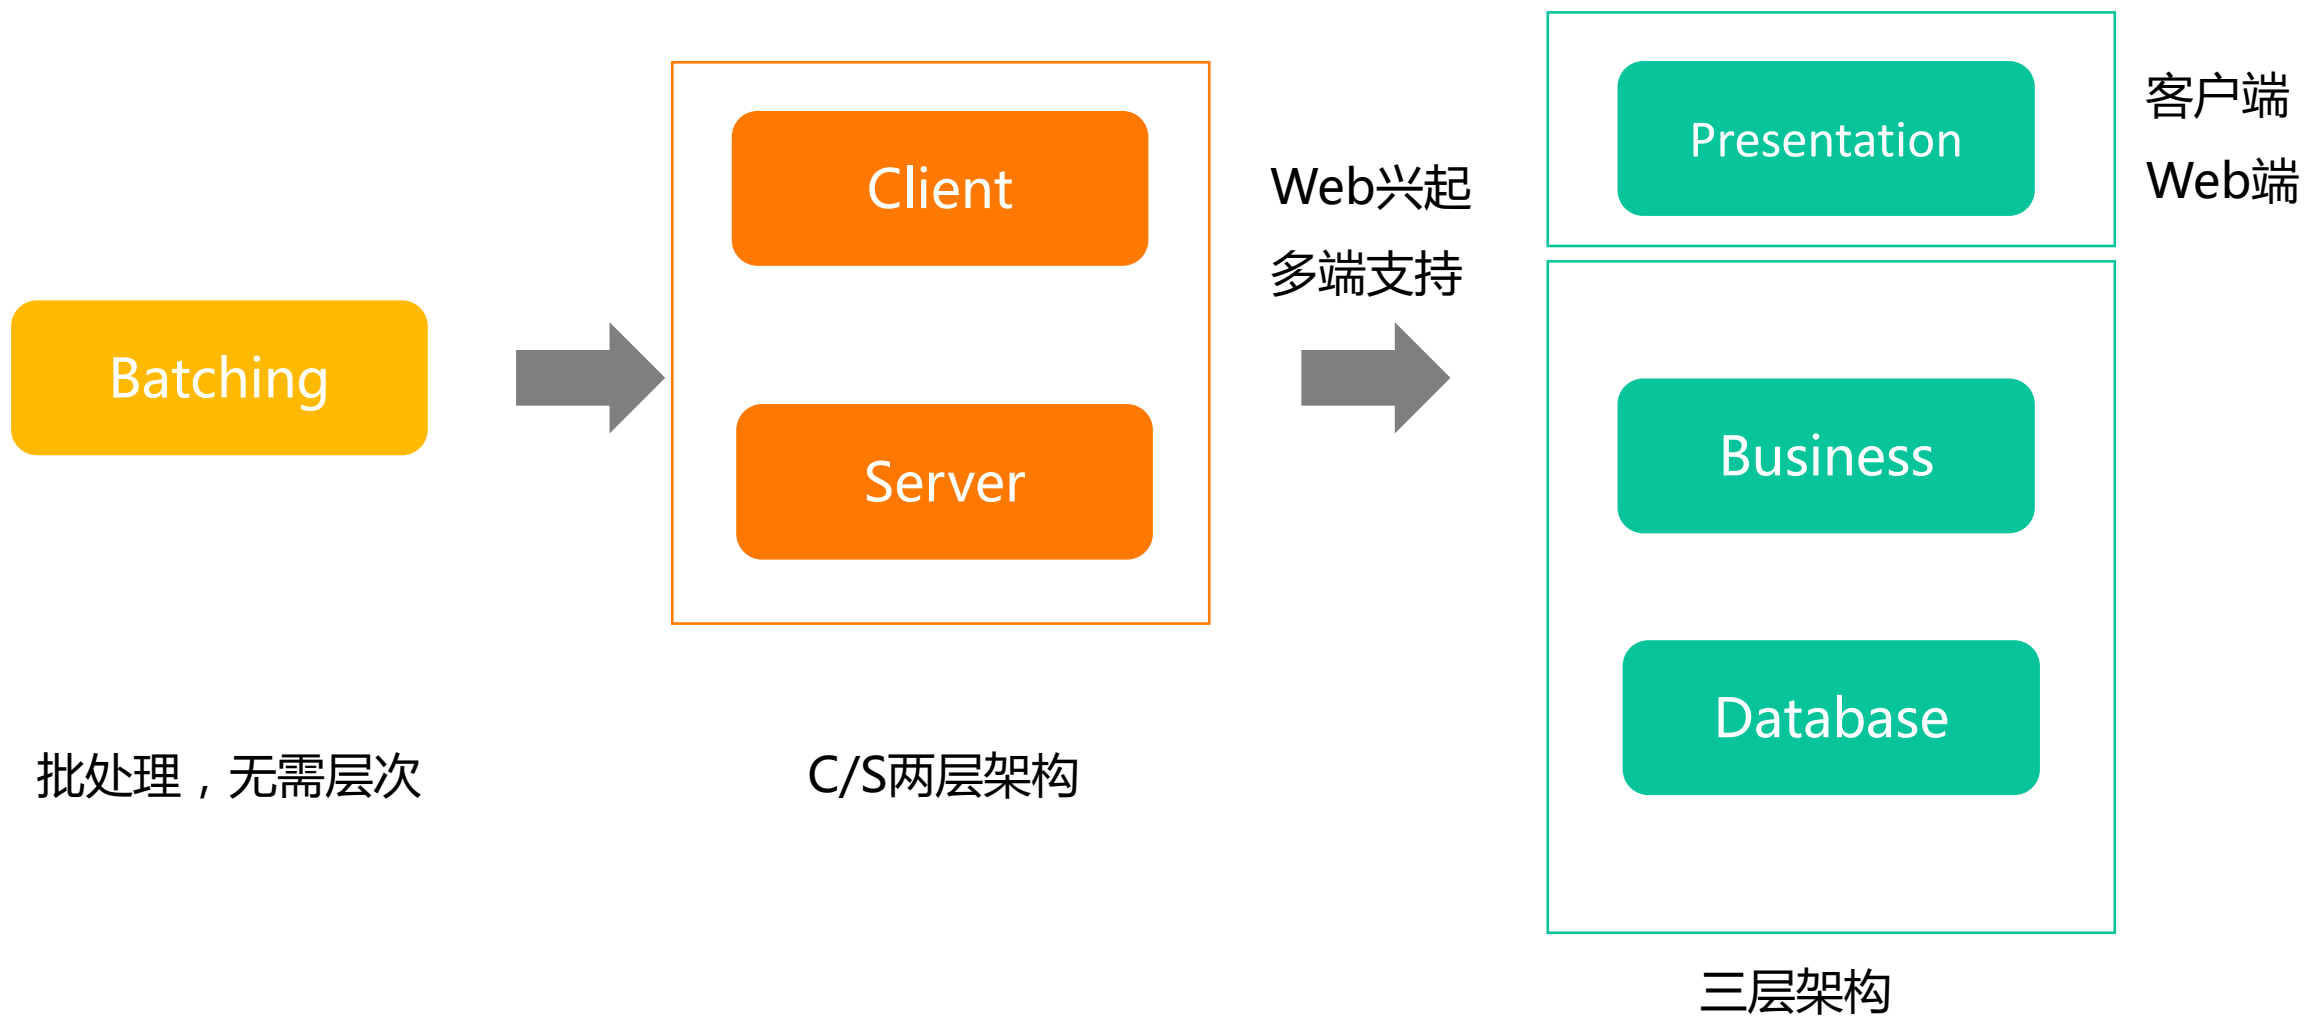 Batching
批处理，无需层次
Client
Server
C/S两层架构
Web兴起
多端支持
Presentation
客户端
Web端
Business
Database
三层架构